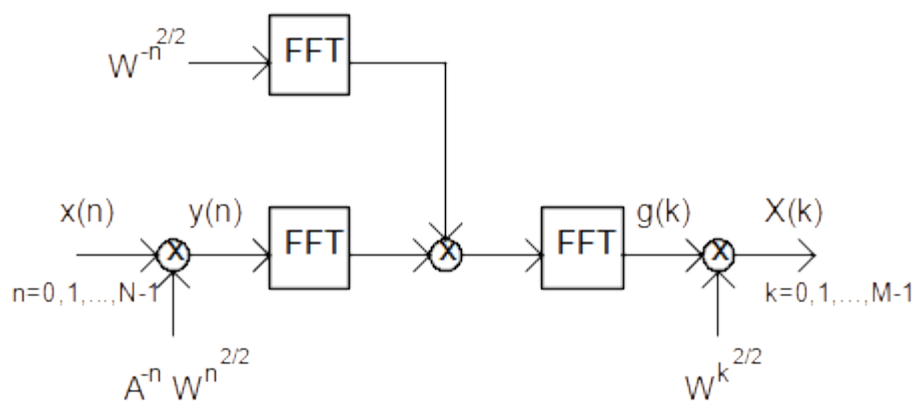 FFT
W^-n^2/2
x(n)
y(n)
FFT
FFT
g(k)
X(k)
X
X
X
n=0,1,...,N-1
k=0,1,...,M-1
A^-n W^n^2/2
W^k^2/2